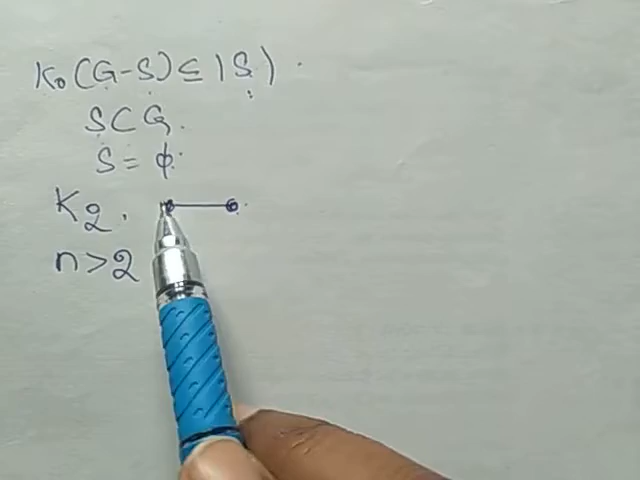 K₀(G-S) ≤ |S|.
S ⊂ G.
S = ϕ.
K₂.
n > 2